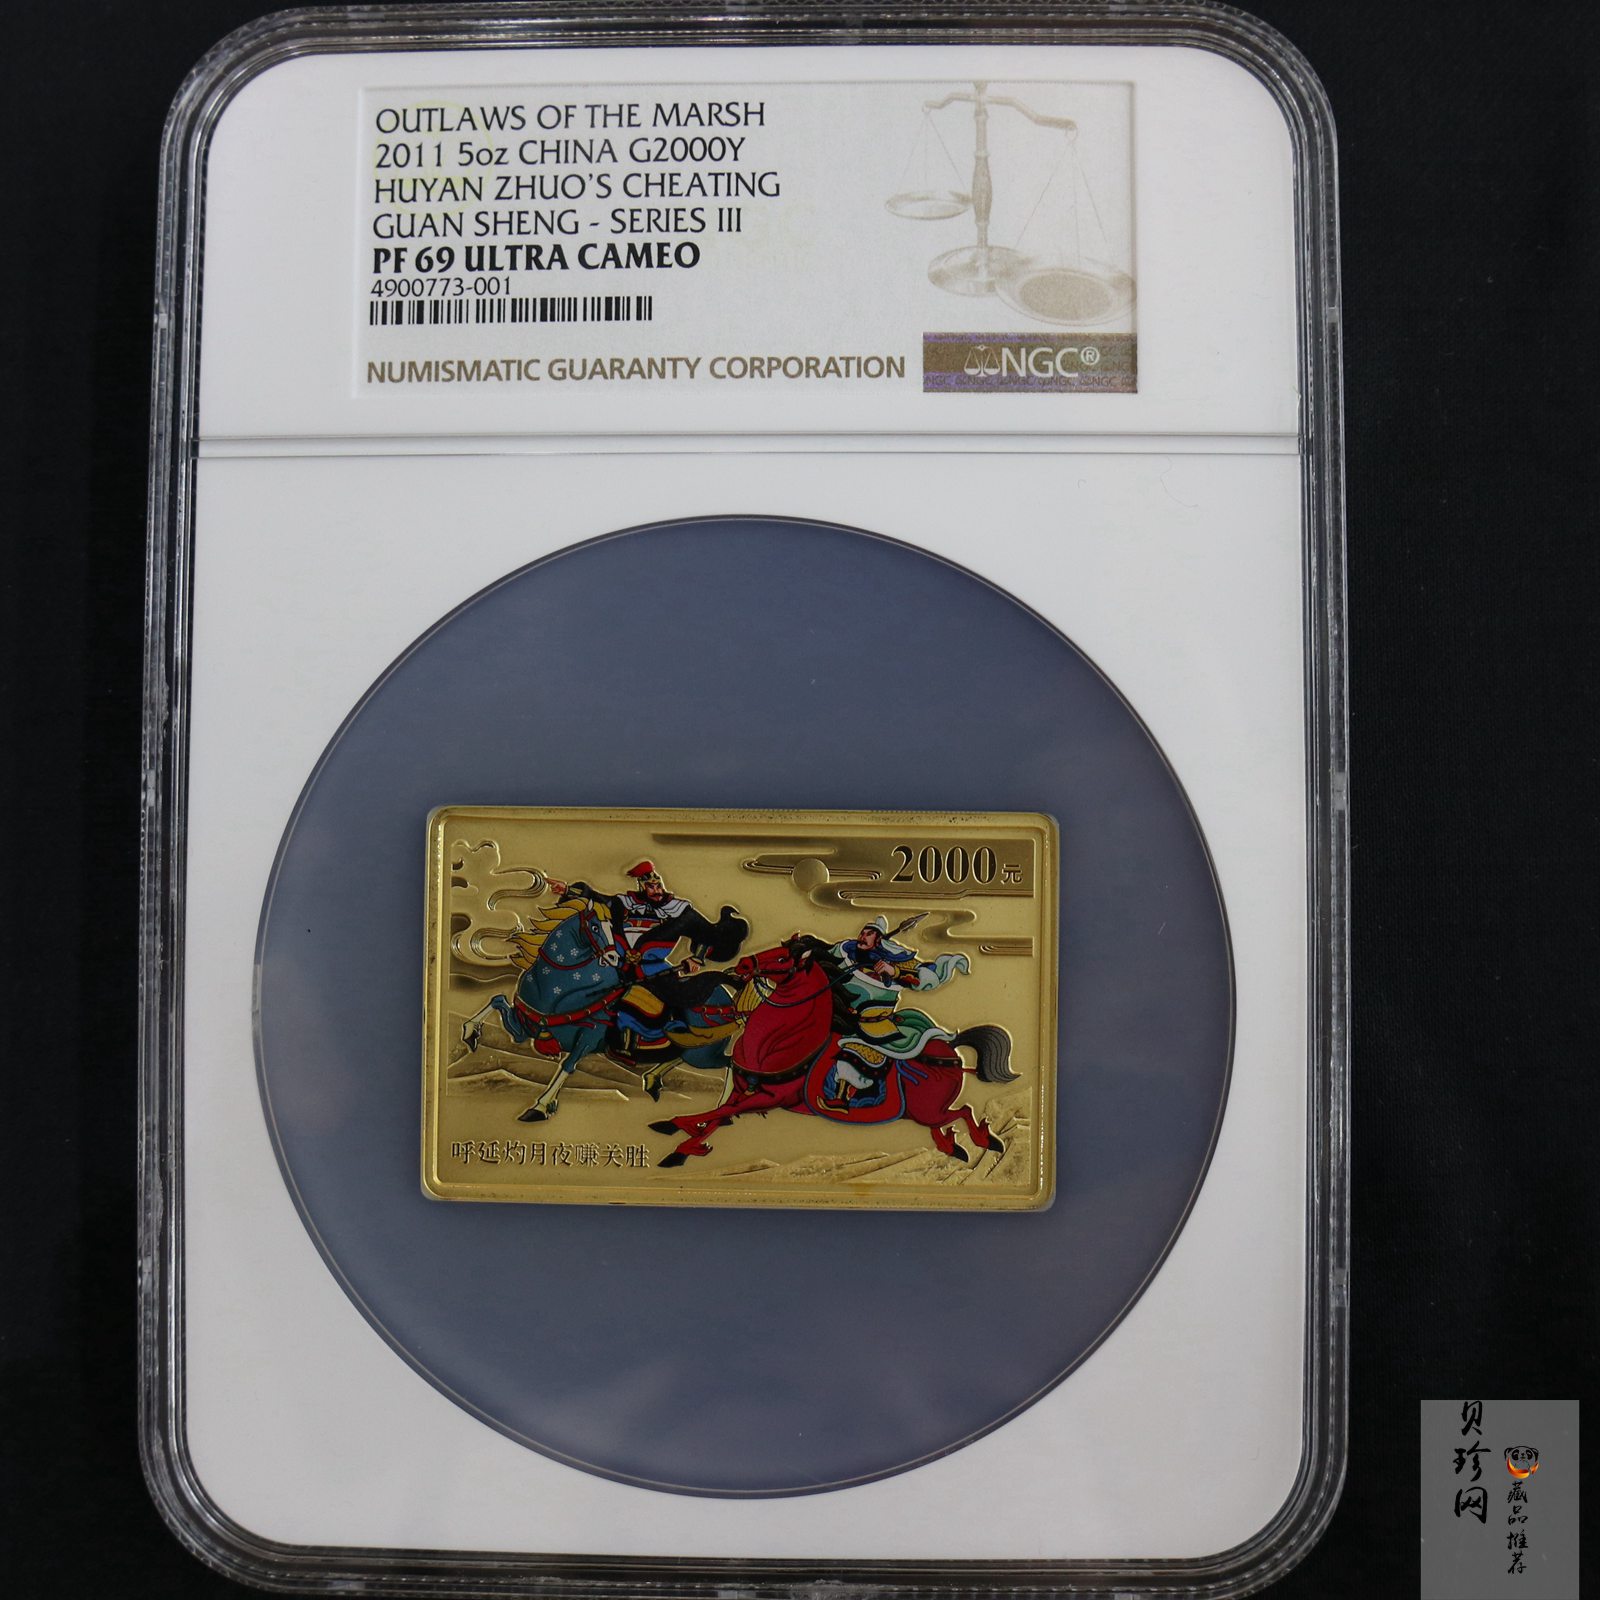 OUTLAWS OF THE MARSH
2011 5oz CHINA G2000Y
HUYAN ZHUO'S CHEATING
GUAN SHENG - SERIES III
PF 69 ULTRA CAMEO
4900773-001
NUMISMATIC GUARANTY CORPORATION
NGC®
2000元
呼延灼月夜赚关胜
贝珍网
藏品推荐